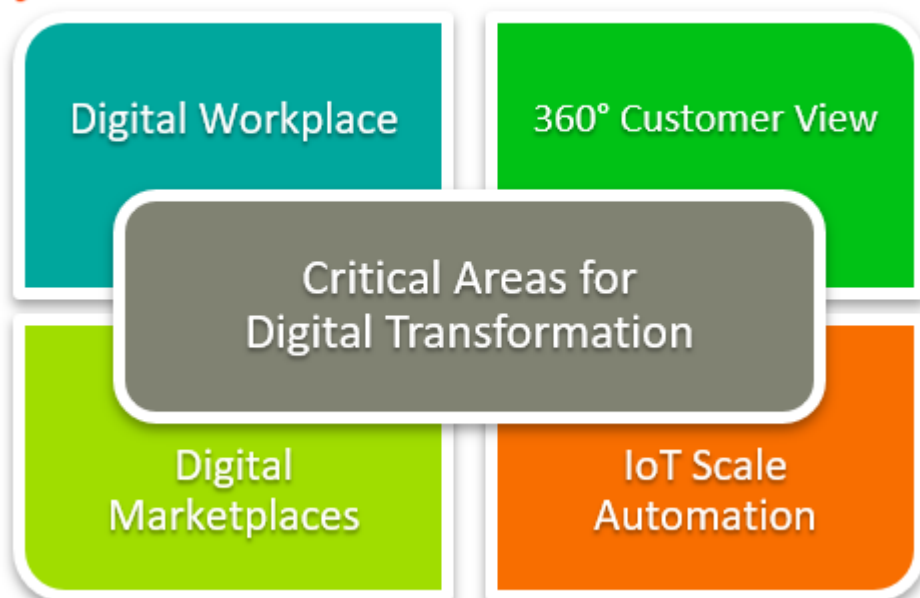 Digital Workplace
360° Customer View
Critical Areas for
Digital Transformation
Digital
Marketplaces
IoT Scale
Automation